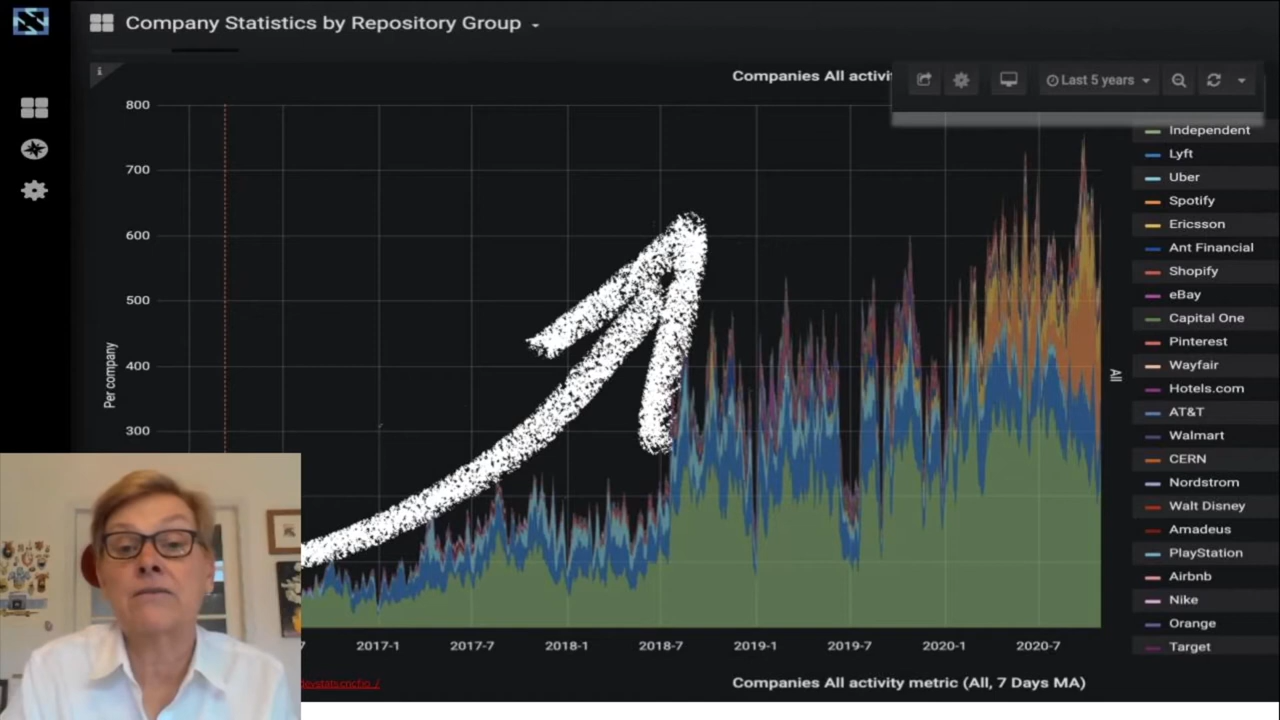 Company Statistics by Repository Group
i
Companies All activi
Last 5 years
800
700
600
500
400
300
Per company
All
Independent
Lyft
Uber
Spotify
Ericsson
Ant Financial
Shopify
eBay
Capital One
Pinterest
Wayfair
Hotels.com
AT&T
Walmart
CERN
Nordstrom
Walt Disney
Amadeus
PlayStation
Airbnb
Nike
Orange
Target
7 2017-1 2017-7 2018-1 2018-7 2019-1 2019-7 2020-1 2020-7
Companies All activity metric (All, 7 Days MA)